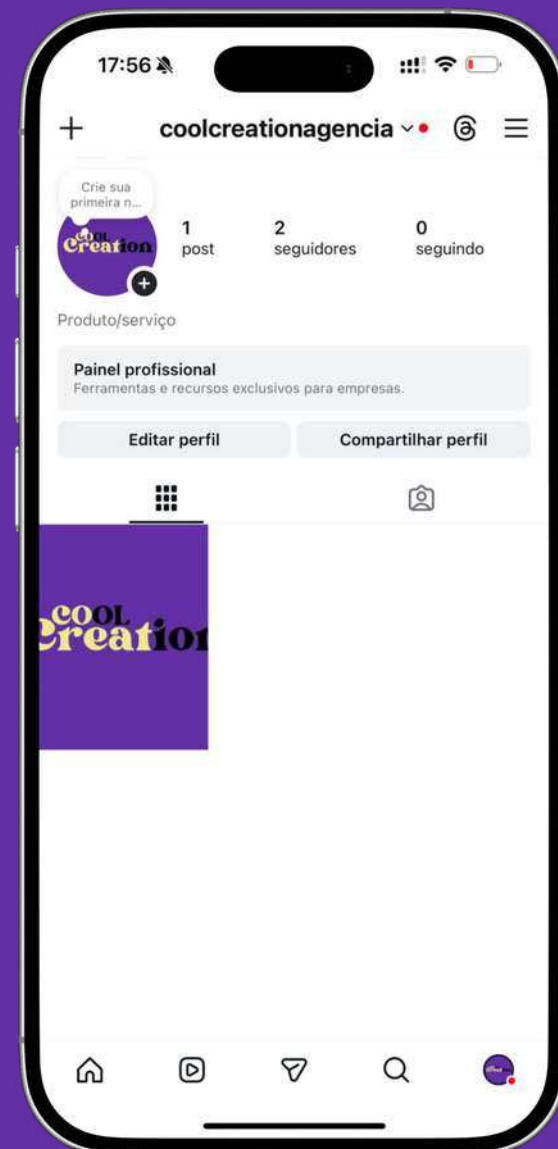 17:56
coolcreationagencia
Crie sua
primeira n...
COOL
Creation
1
post
2
seguidores
0
seguindo
Produto/serviço
Painel profissional
Ferramentas e recursos exclusivos para empresas.
Editar perfil
Compartilhar perfil
COOL
Creation